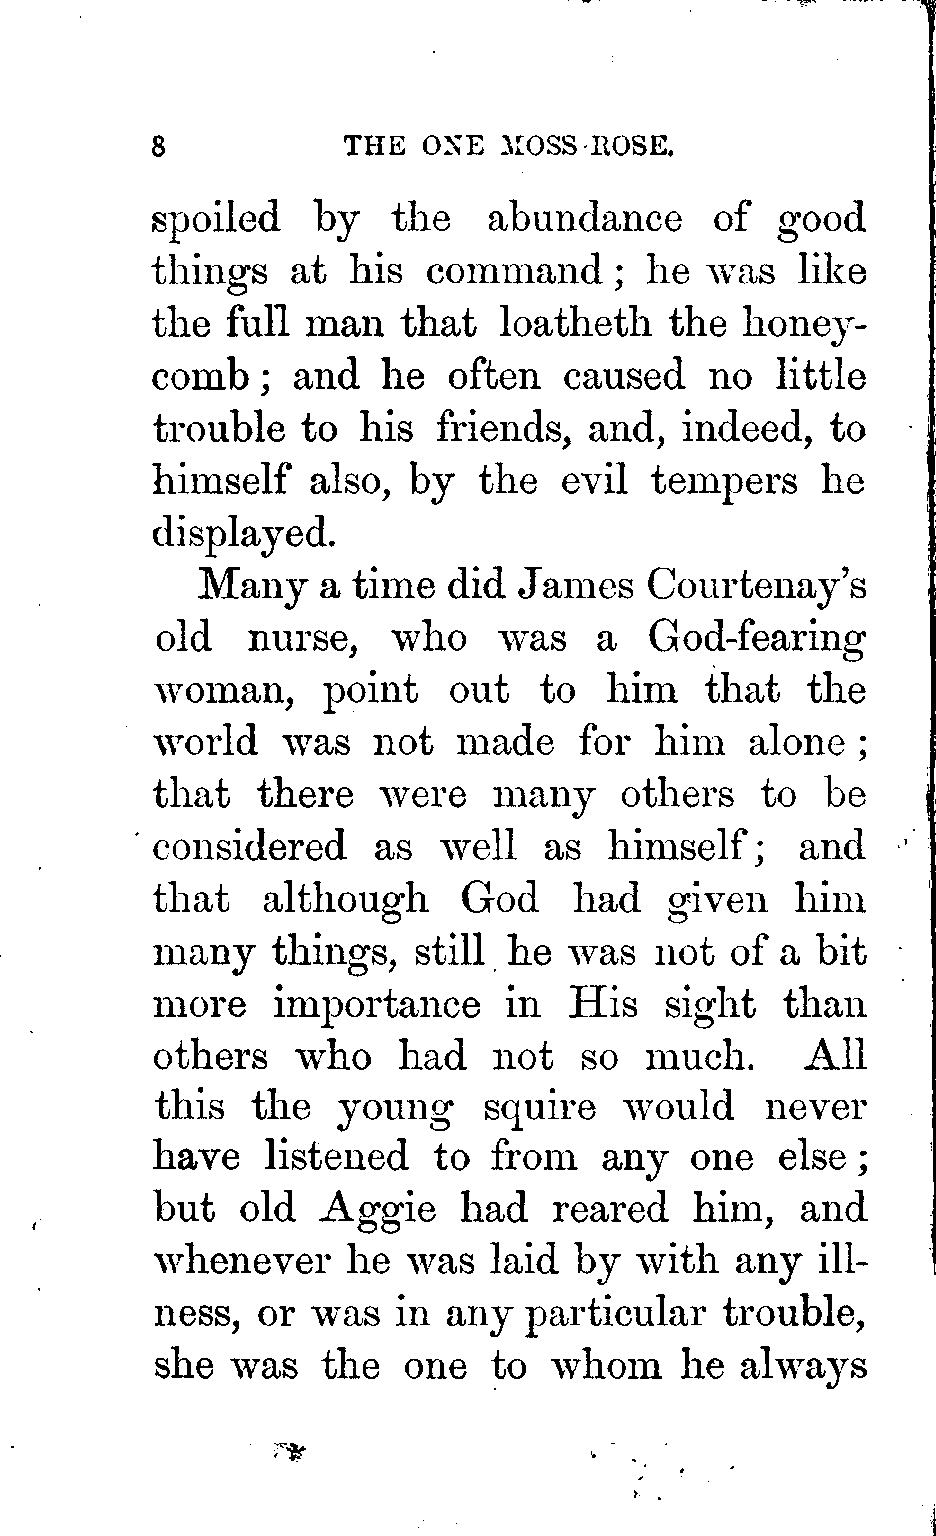 8 THE ONE MOSS-ROSE.
spoiled by the abundance of good
things at his command; he was like
the full man that loatheth the honey-
comb; and he often caused no little
trouble to his friends, and, indeed, to
himself also, by the evil tempers he
displayed.
Many a time did James Courtenay's
old nurse, who was a God-fearing
woman, point out to him that the
world was not made for him alone;
that there were many others to be
considered as well as himself; and
that although God had given him
many things, still he was not of a bit
more importance in His sight than
others who had not so much. All
this the young squire would never
have listened to from any one else;
but old Aggie had reared him, and
whenever he was laid by with any ill-
ness, or was in any particular trouble,
she was the one to whom he always